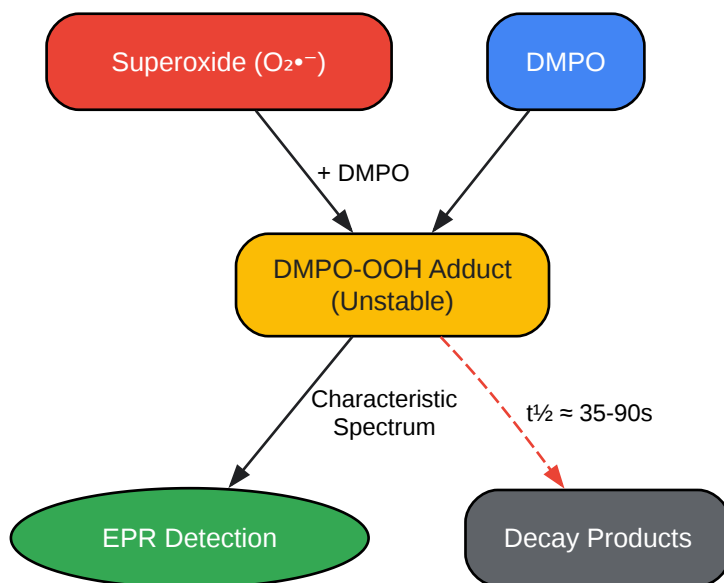 Superoxide (O₂•⁻)
DMPO
+ DMPO
DMPO-OOH Adduct
(Unstable)
Characteristic
Spectrum
t½ ≈ 35-90s
EPR Detection
Decay Products